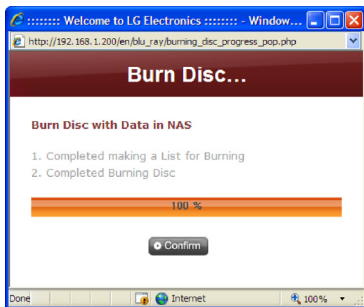 :::::::: Welcome to LG Electronics :::::::: - Window...
http://192.168.1.200/en/blu_ray/burning_disc_progress_pop.php
Burn Disc...
Burn Disc with Data in NAS
1. Completed making a List for Burning
2. Completed Burning Disc
100 %
Confirm
Done
Internet
100%